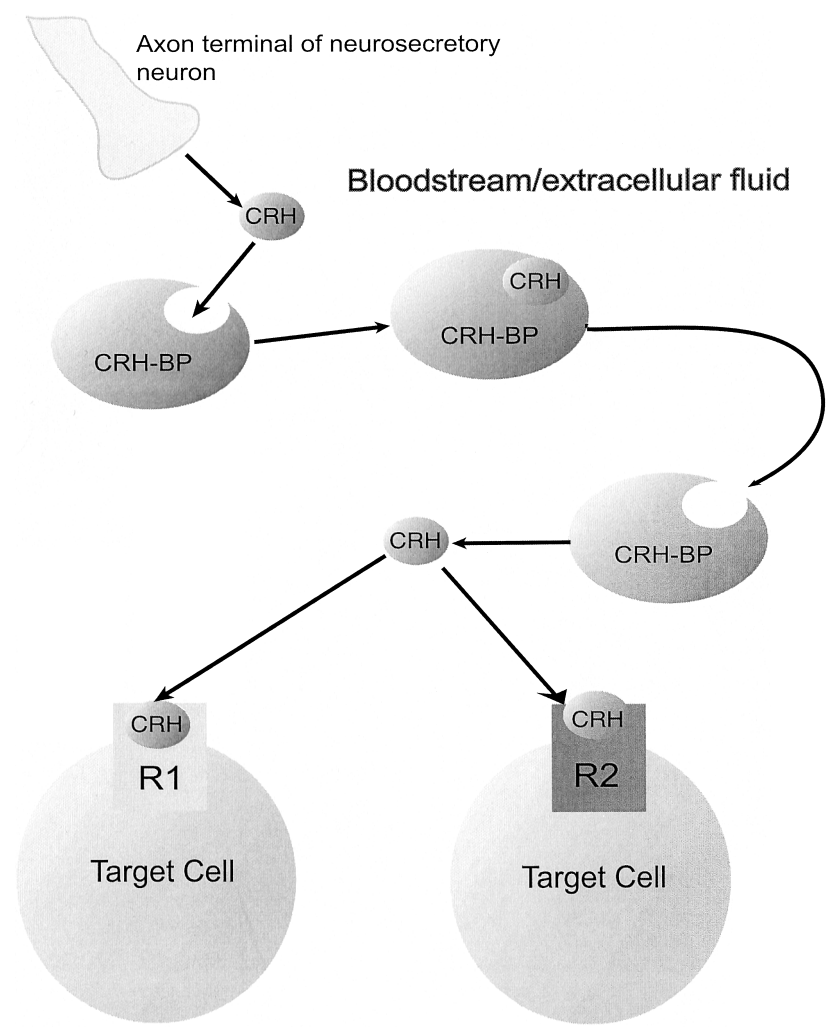 Axon terminal of neurosecretory
neuron
Bloodstream/extracellular fluid
CRH
CRH
CRH-BP
CRH-BP
CRH
CRH-BP
CRH
CRH
R1
R2
Target Cell
Target Cell